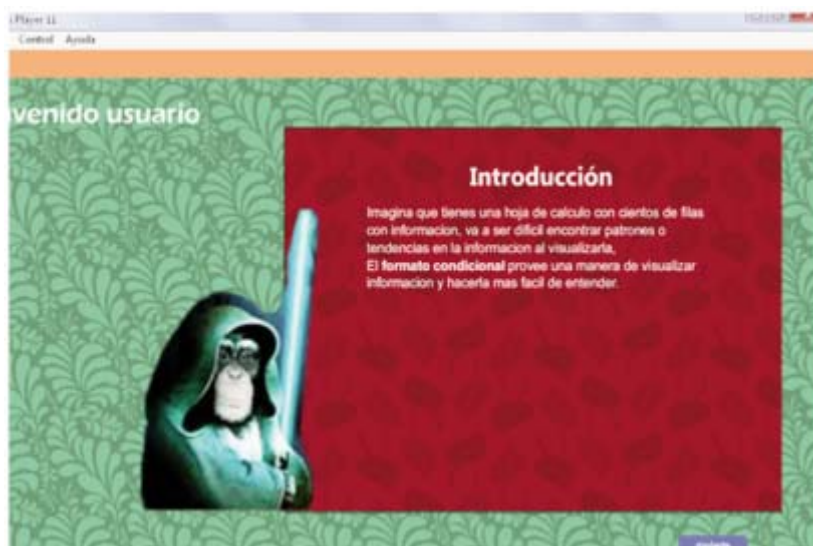 Player 11
Control Ayuda
venido usuario
Introducción
Imagina que tienes una hoja de calculo con cientos de filas
con informacion, va a ser dificil encontrar patrones o
tendencias en la informacion al visualizarla,
El formato condicional provee una manera de visualizar
informacion y hacerla mas facil de entender.